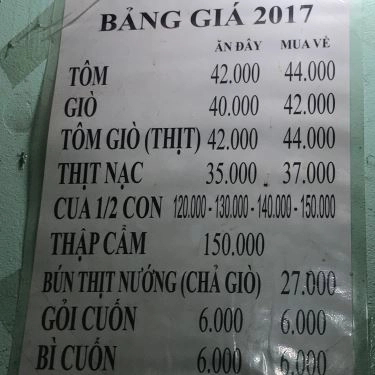 BẢNG GIÁ 2017
ĂN ĐÂY MUA VỀ
TÔM 42.000 44.000
GIÒ 40.000 42.000
TÔM GIÒ (THỊT) 42.000 44.000
THỊT NẠC 35.000 37.000
CUA 1/2 CON 120.000 - 130.000 - 140.000 - 150.000
THẬP CẨM 150.000
BÚN THỊT NƯỚNG (CHẢ GIÒ) 27.000
GỎI CUỐN 6.000 6.000
BÌ CUỐN 6.000 6.000